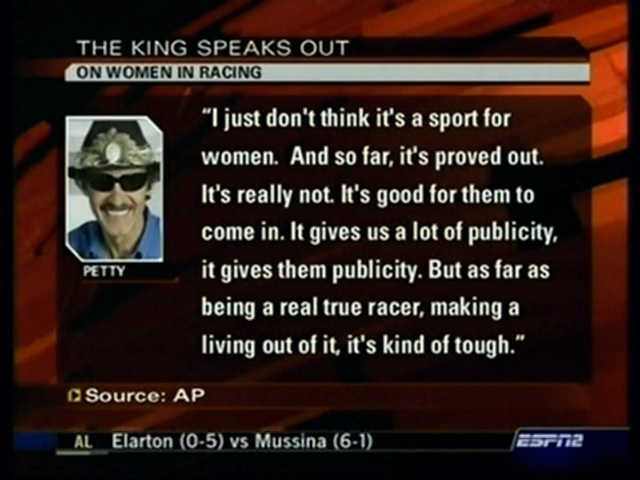 THE KING SPEAKS OUT
ON WOMEN IN RACING
"I just don't think it's a sport for
women. And so far, it's proved out.
It's really not. It's good for them to
come in. It gives us a lot of publicity,
it gives them publicity. But as far as
being a real true racer, making a
living out of it, it's kind of tough."
PETTY
Source: AP
AL Elarton (0-5) vs Mussina (6-1)
ESPN2